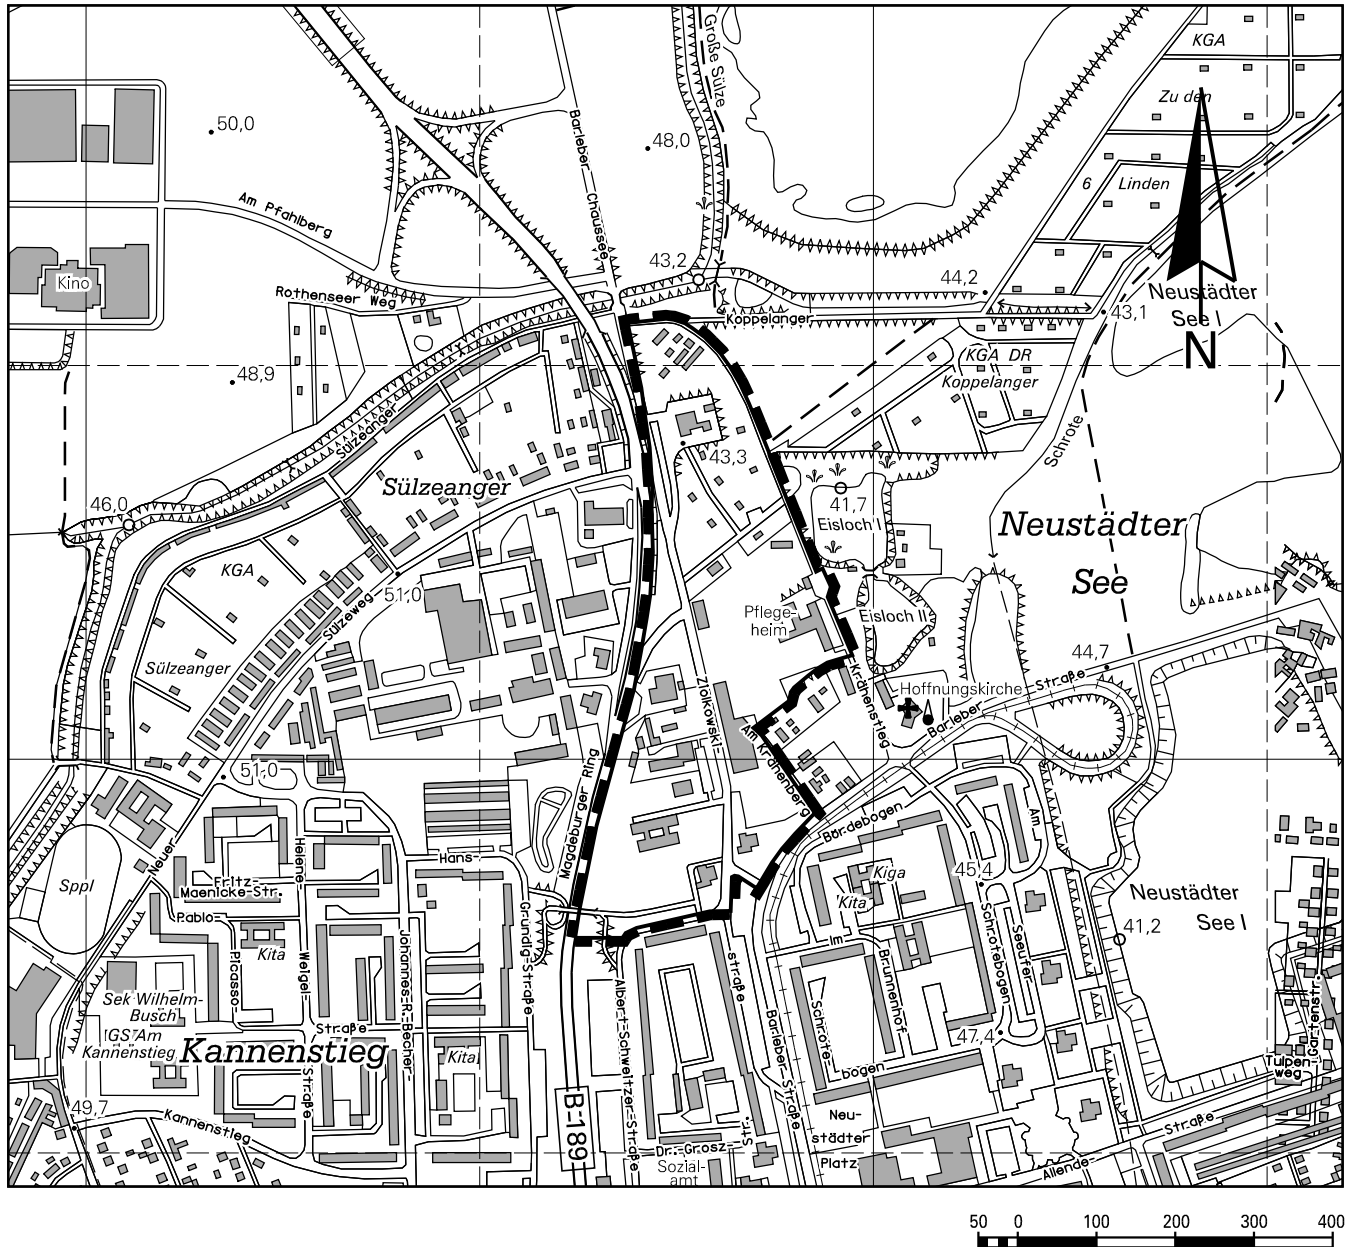 KGA
Große Sülze
Zu den
50,0
Barleber
Chaussee
48,0
6
Linden
Am Pfahlberg
43,2
44,2
Kino
Rothenseer Weg
Neustädter
See
43,1
Koppelanger
N
KGA DR
Koppelanger
48,9
Sülzeanger
Schrote
43,3
Sülzeanger
46,0
41,7
Eisloch I
Neustädter
See
KGA
51,0
Sülzeweg
Pflege-
heim
Eisloch II
Sülzeanger
44,7
Ziolkowski-
Krähenstieg
Hoffnungskirche
Straße
Barleber
Am Krähenberg
51,0
Magdeburger Ring
Bördebogen
Am
Neuer
Helene-
Hans-
Sppl
Fritz-
Maenicke-Str.
Kiga
45,4
Kita
Neustädter
See I
41,2
Pablo-
Grundig-Straße
Kita
Picasso-
Weigel-
Johannes-R.-Becher-
Im
Brunnenhof
Schrotebogen
Seeufer-
straße
Albert-Schweitzer-Straße
Sek Wilhelm-
Busch
GS Am
Kannenstieg
Kannenstieg
Straße
Straße
Kita
Barleber
Straße
Schrote-
bogen
47,4
Gartenstr.
Tulpen-
weg
49,7
Kannenstieg
B-189
Neu-
städter
Platz
Straße
Dr.-Grosz-
Str.
Sozial-
amt
Allende-
50 0 100 200 300 400